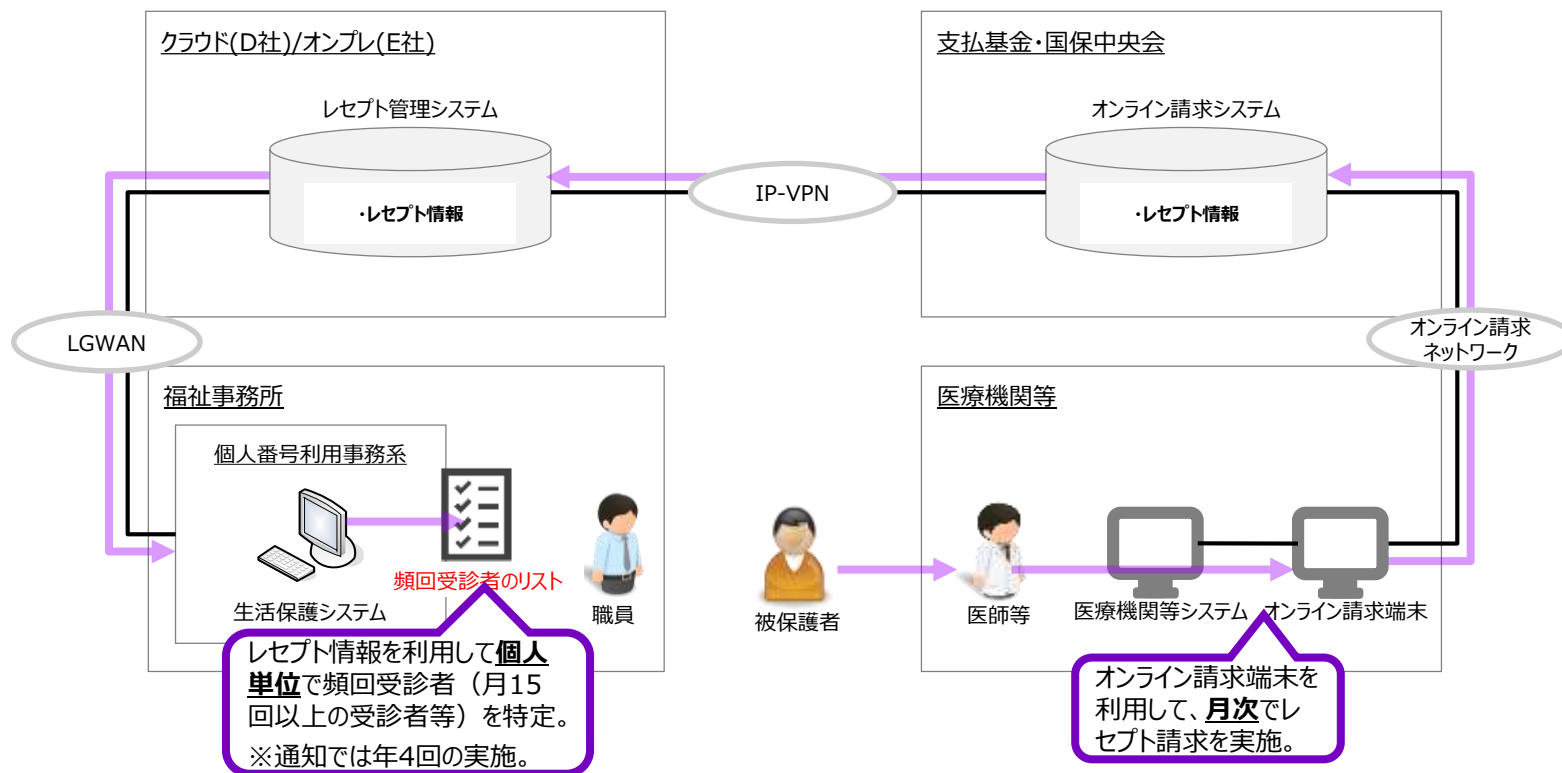 クラウド(D社)/オンプレ(E社)
レセプト管理システム
・レセプト情報
IP-VPN
支払基金・国保中央会
オンライン請求システム
・レセプト情報
LGWAN
オンライン請求
ネットワーク
福祉事務所
個人番号利用事務系
生活保護システム
頻回受診者のリスト
職員
レセプト情報を利用して個人
単位で頻回受診者（月15
回以上の受診者等）を特定。
※通知では年4回の実施。
被保護者
医療機関等
医師等
医療機関等システム
オンライン請求端末
オンライン請求端末を
利用して、月次でレ
セプト請求を実施。